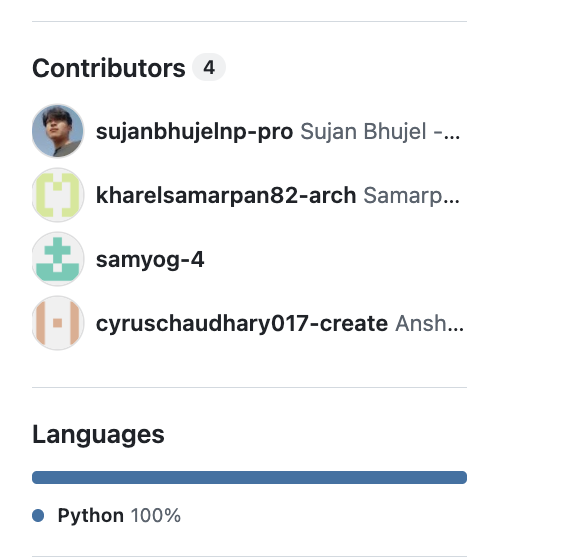 Contributors 4
sujanbhujelnp-pro Sujan Bhujel -...
kharelsamarpan82-arch Samarp...
samyog-4
cyruschaudhary017-create Ansh...
Languages
Python 100%